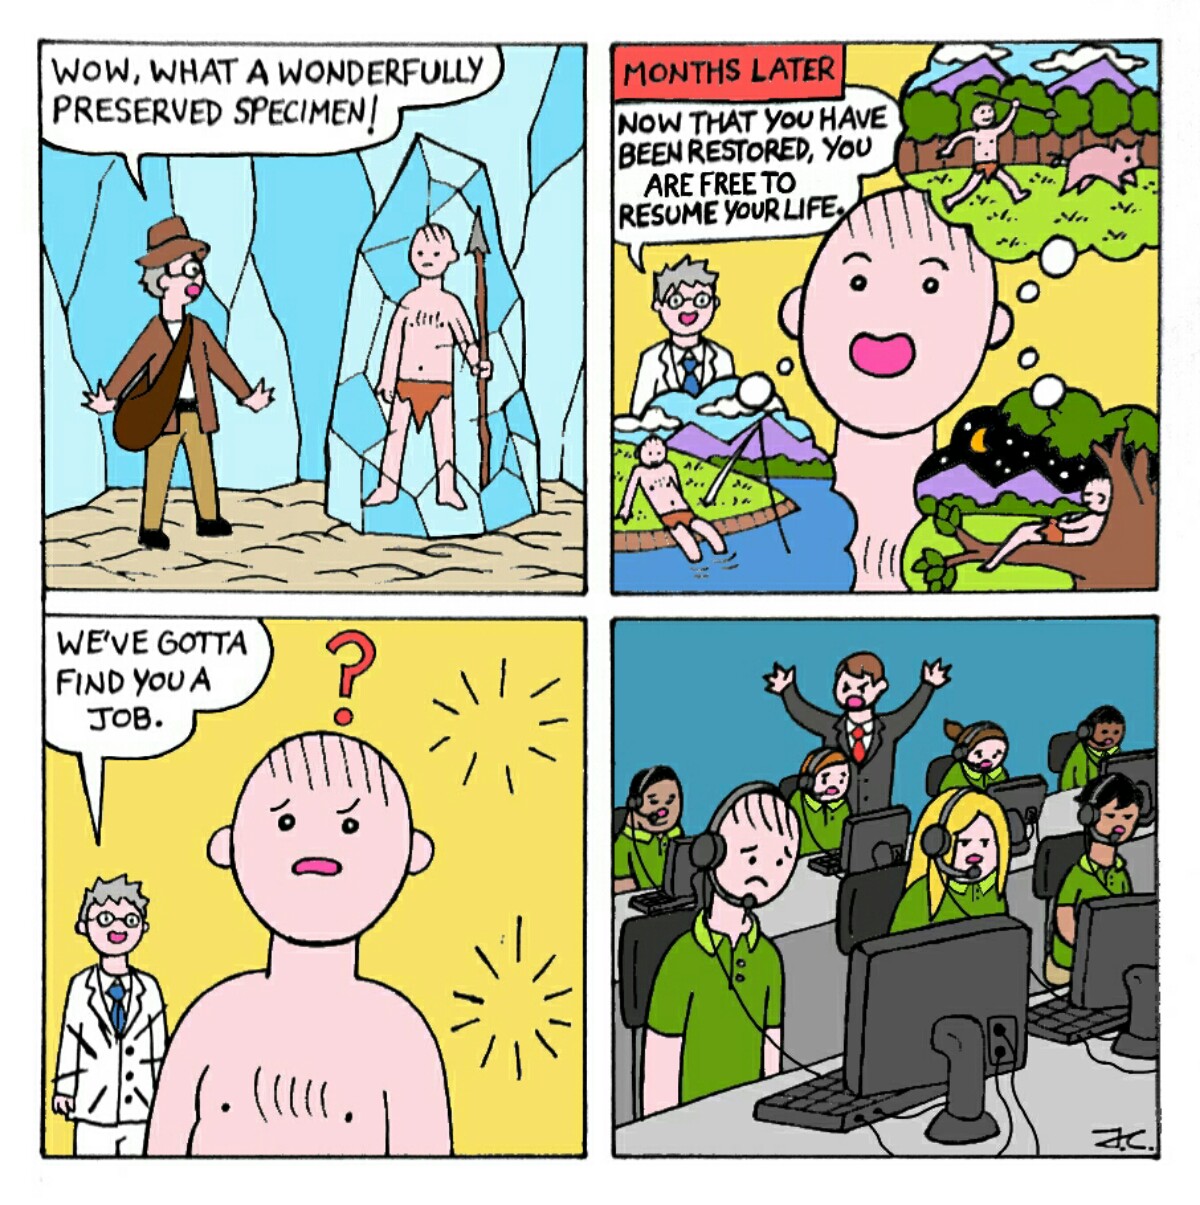 WOW, WHAT A WONDERFULLY
PRESERVED SPECIMEN!
MONTHS LATER
NOW THAT YOU HAVE
BEEN RESTORED, YOU
ARE FREE TO
RESUME YOUR LIFE.
WE'VE GOTTA
FIND YOU A
JOB.
?
J.C.